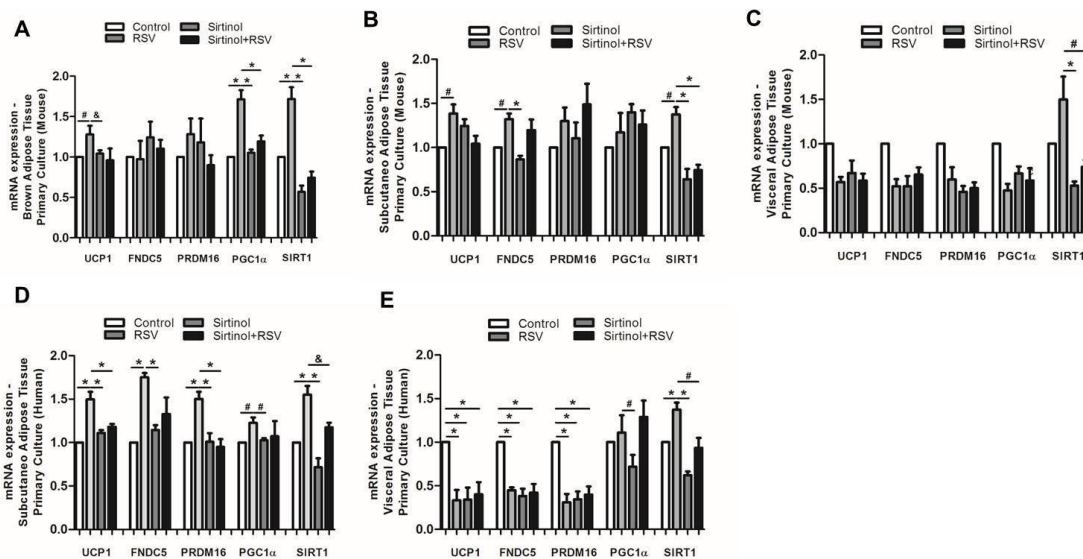 A
Control
Sirtinol
RSV
Sirtinol+RSV
mRNA expression -
Brown Adipose Tissue
Primary Culture (Mouse)
2.0
1.5
1.0
0.5
0.0
# &
* * *
* * *
UCP1 FNDC5 PRDM16 PGC1α SIRT1
B
Control
Sirtinol
RSV
Sirtinol+RSV
mRNA expression -
Subcutaneo Adipose Tissue
Primary Culture (Mouse)
2.0
1.5
1.0
0.5
0.0
#
# *
# * *
UCP1 FNDC5 PRDM16 PGC1α SIRT1
C
Control
Sirtinol
RSV
Sirtinol+RSV
mRNA expression -
Visceral Adipose Tissue
Primary Culture (Mouse)
2.0
1.5
1.0
0.5
0.0
#
*
UCP1 FNDC5 PRDM16 PGC1α SIRT1
D
Control
Sirtinol
RSV
Sirtinol+RSV
mRNA expression -
Subcutaneo Adipose Tissue
Primary Culture (Human)
2.0
1.5
1.0
0.5
0.0
* * *
* *
* * *
# #
* * &
UCP1 FNDC5 PRDM16 PGC1α SIRT1
E
Control
Sirtinol
RSV
Sirtinol+RSV
mRNA expression -
Visceral Adipose Tissue
Primary Culture (Human)
2.0
1.5
1.0
0.5
0.0
* * *
* * *
* * *
#
* * #
UCP1 FNDC5 PRDM16 PGC1α SIRT1